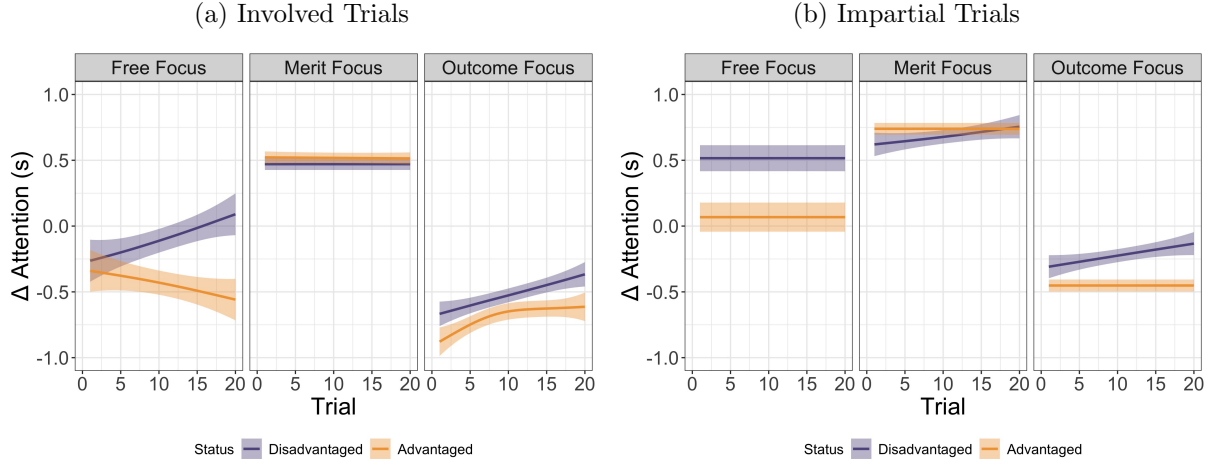 (a) Involved Trials
Free Focus Merit Focus Outcome Focus
Δ Attention (s)
1.0
0.5
0.0
-0.5
-1.0
0 5 10 15 20 0 5 10 15 20 0 5 10 15 20
Trial
Status Disadvantaged Advantaged
(b) Impartial Trials
Free Focus Merit Focus Outcome Focus
Δ Attention (s)
1.0
0.5
0.0
-0.5
-1.0
0 5 10 15 20 0 5 10 15 20 0 5 10 15 20
Trial
Status Disadvantaged Advantaged